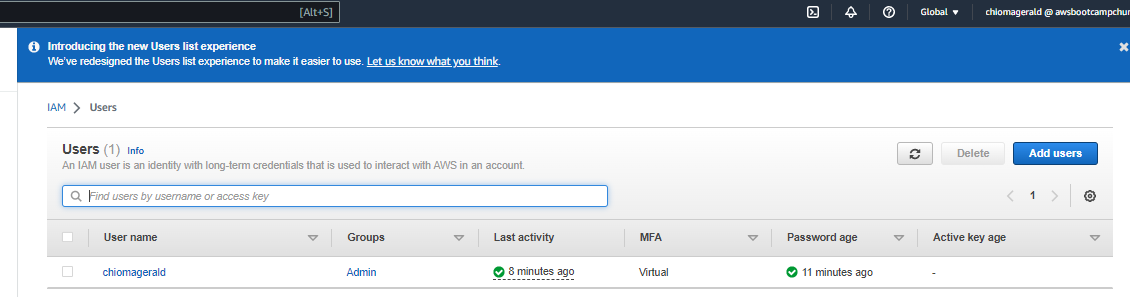 [Alt+S]
Global
chiomagerald @ awsbootcampchu
Introducing the new Users list experience
We've redesigned the Users list experience to make it easier to use. Let us know what you think.
IAM > Users
Users (1) Info
An IAM user is an identity with long-term credentials that is used to interact with AWS in an account.
Delete
Add users
Find users by username or access key
1
User name Groups Last activity MFA Password age Active key age
chiomagerald Admin 8 minutes ago Virtual 11 minutes ago -